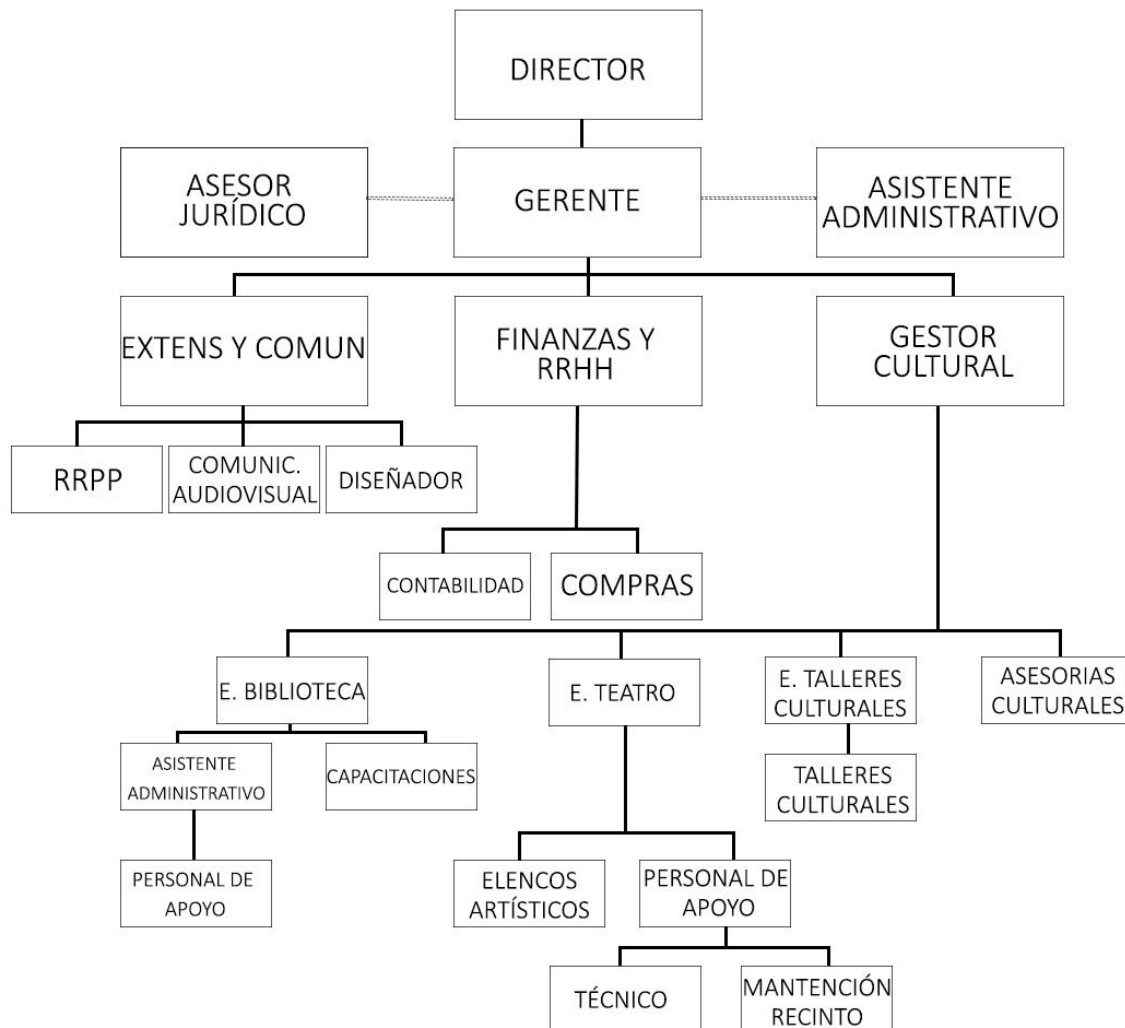 DIRECTOR
ASESOR
JURÍDICO
GERENTE
ASISTENTE
ADMINISTRATIVO
EXTENS Y COMUN
FINANZAS Y
RRHH
GESTOR
CULTURAL
RRPP
COMUNIC.
AUDIOVISUAL
DISEÑADOR
CONTABILIDAD
COMPRAS
E. BIBLIOTECA
E. TEATRO
E. TALLERES
CULTURALES
ASESORIAS
CULTURALES
ASISTENTE
ADMINISTRATIVO
CAPACITACIONES
TALLERES
CULTURALES
PERSONAL DE
APOYO
ELENCOS
ARTÍSTICOS
PERSONAL DE
APOYO
TÉCNICO
MANTENCIÓN
RECINTO